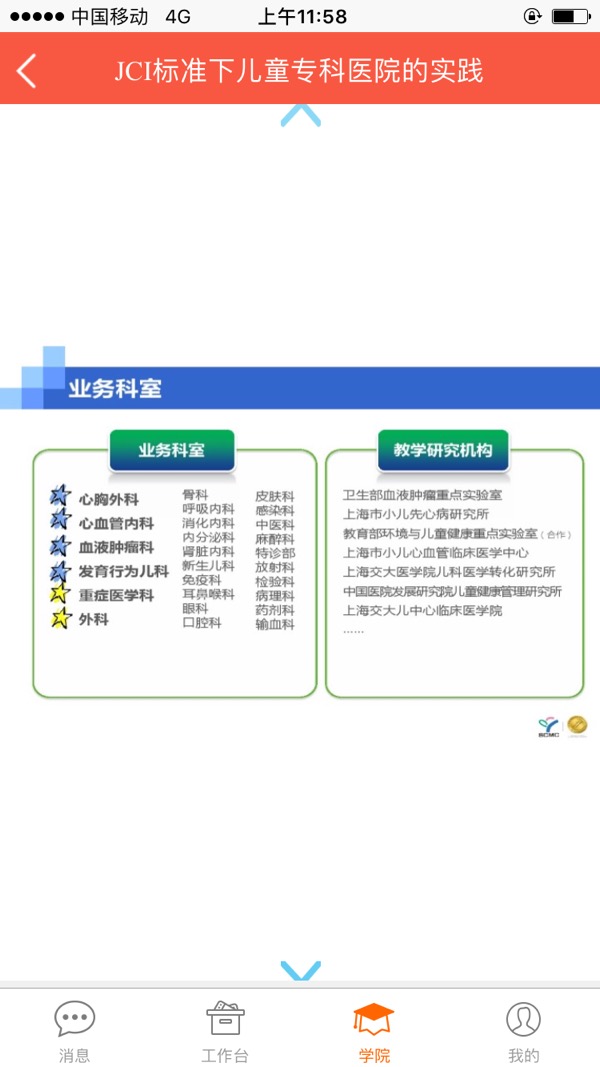 中国移动 4G 上午11:58
JCI标准下儿童专科医院的实践
业务科室
业务科室
心胸外科
心血管内科
血液肿瘤科
发育行为儿科
重症医学科
外科
骨科
呼吸内科
消化内科
内分泌科
肾脏内科
新生儿科
免疫科
耳鼻喉科
眼科
口腔科
皮肤科
感染科
中医科
麻醉科
特诊部
放射科
检验科
病理科
药剂科
输血科
教学研究机构
卫生部血液肿瘤重点实验室
上海市小儿先心病研究所
教育部环境与儿童健康重点实验室（合作）
上海市小儿心血管临床医学中心
上海交大医学院儿科医学转化研究所
中国医院发展研究院儿童健康管理研究所
上海交大儿中心临床医学院
……
SCMC
消息
工作台
学院
我的